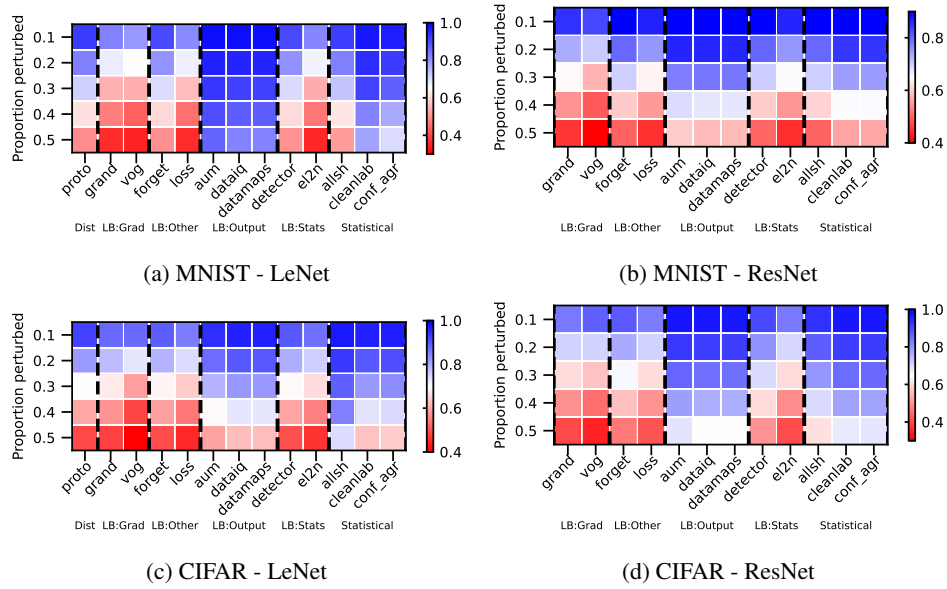 Proportion perturbed
0.1
0.2
0.3
0.4
0.5
1.0
0.8
0.6
0.4
proto
grand
vog
forget
loss
aum
dataiq
datamaps
detector
el2n
allsh
cleanlab
conf_agr
Dist LB:Grad LB:Other LB:Output LB:Stats Statistical
(a) MNIST - LeNet
Proportion perturbed
0.1
0.2
0.3
0.4
0.5
0.8
0.6
0.4
grand
vog
forget
loss
aum
dataiq
datamaps
detector
el2n
allsh
cleanlab
conf_agr
LB:Grad LB:Other LB:Output LB:Stats Statistical
(b) MNIST - ResNet
Proportion perturbed
0.1
0.2
0.3
0.4
0.5
1.0
0.8
0.6
0.4
proto
grand
vog
forget
loss
aum
dataiq
datamaps
detector
el2n
allsh
cleanlab
conf_agr
Dist LB:Grad LB:Other LB:Output LB:Stats Statistical
(c) CIFAR - LeNet
Proportion perturbed
0.1
0.2
0.3
0.4
0.5
1.0
0.8
0.6
0.4
grand
vog
forget
loss
aum
dataiq
datamaps
detector
el2n
allsh
cleanlab
conf_agr
LB:Grad LB:Other LB:Output LB:Stats Statistical
(d) CIFAR - ResNet